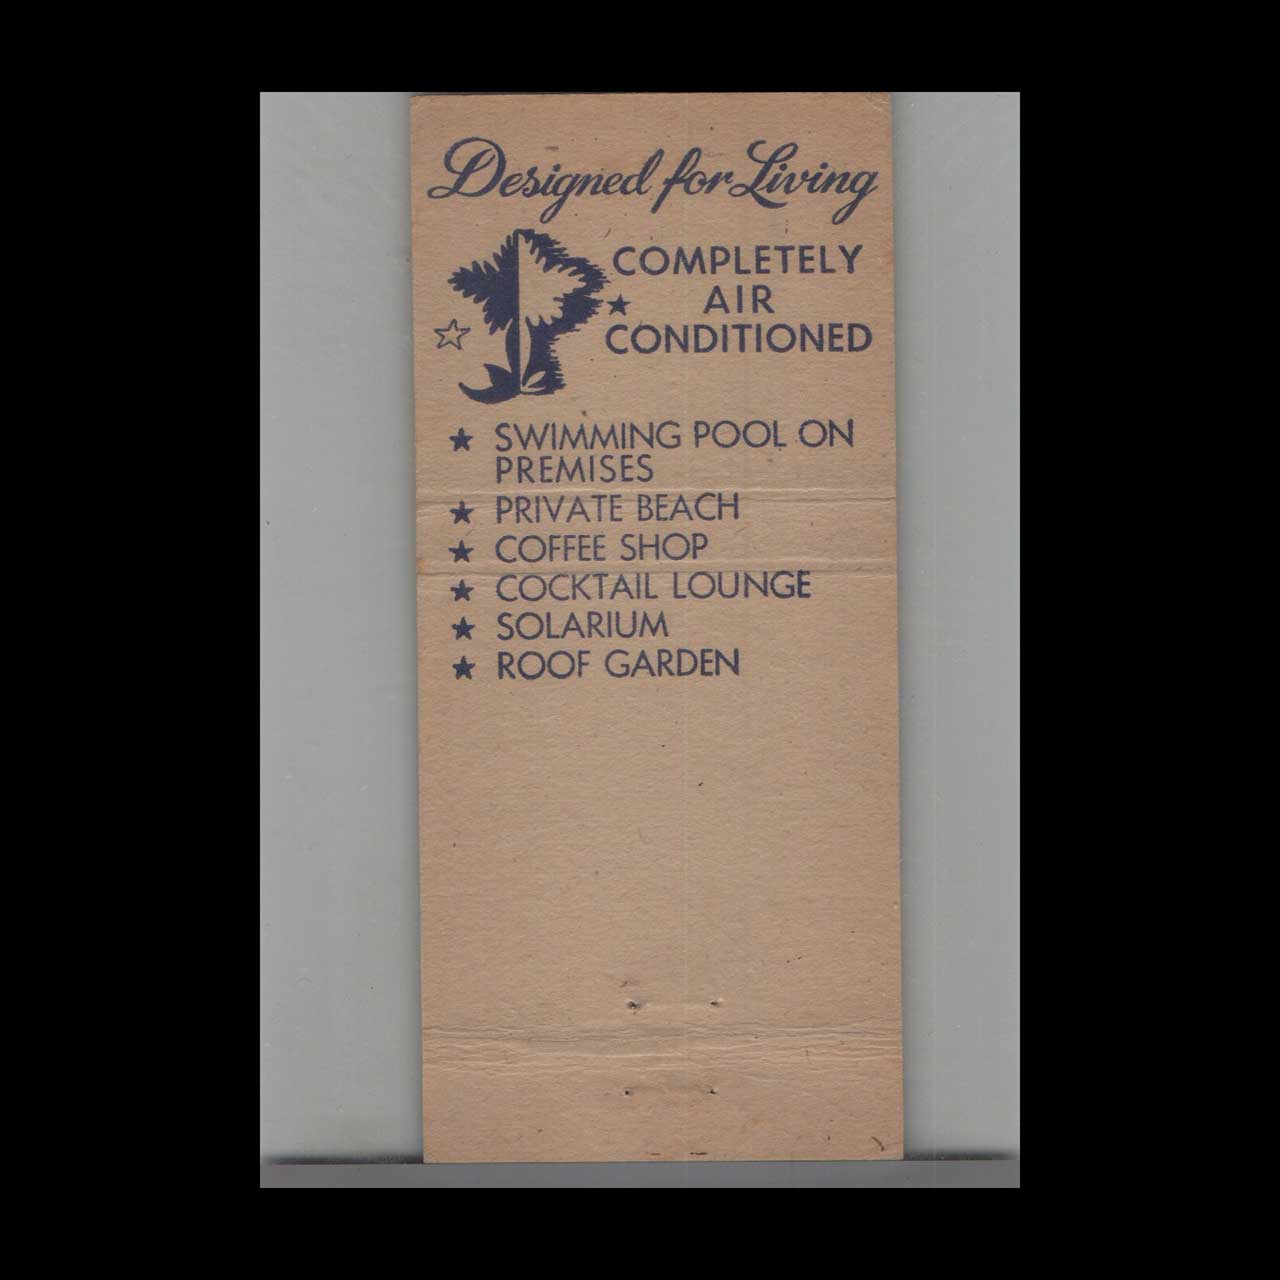 Designed for Living
COMPLETELY
AIR
CONDITIONED
★ SWIMMING POOL ON
PREMISES
★ PRIVATE BEACH
★ COFFEE SHOP
★ COCKTAIL LOUNGE
★ SOLARIUM
★ ROOF GARDEN